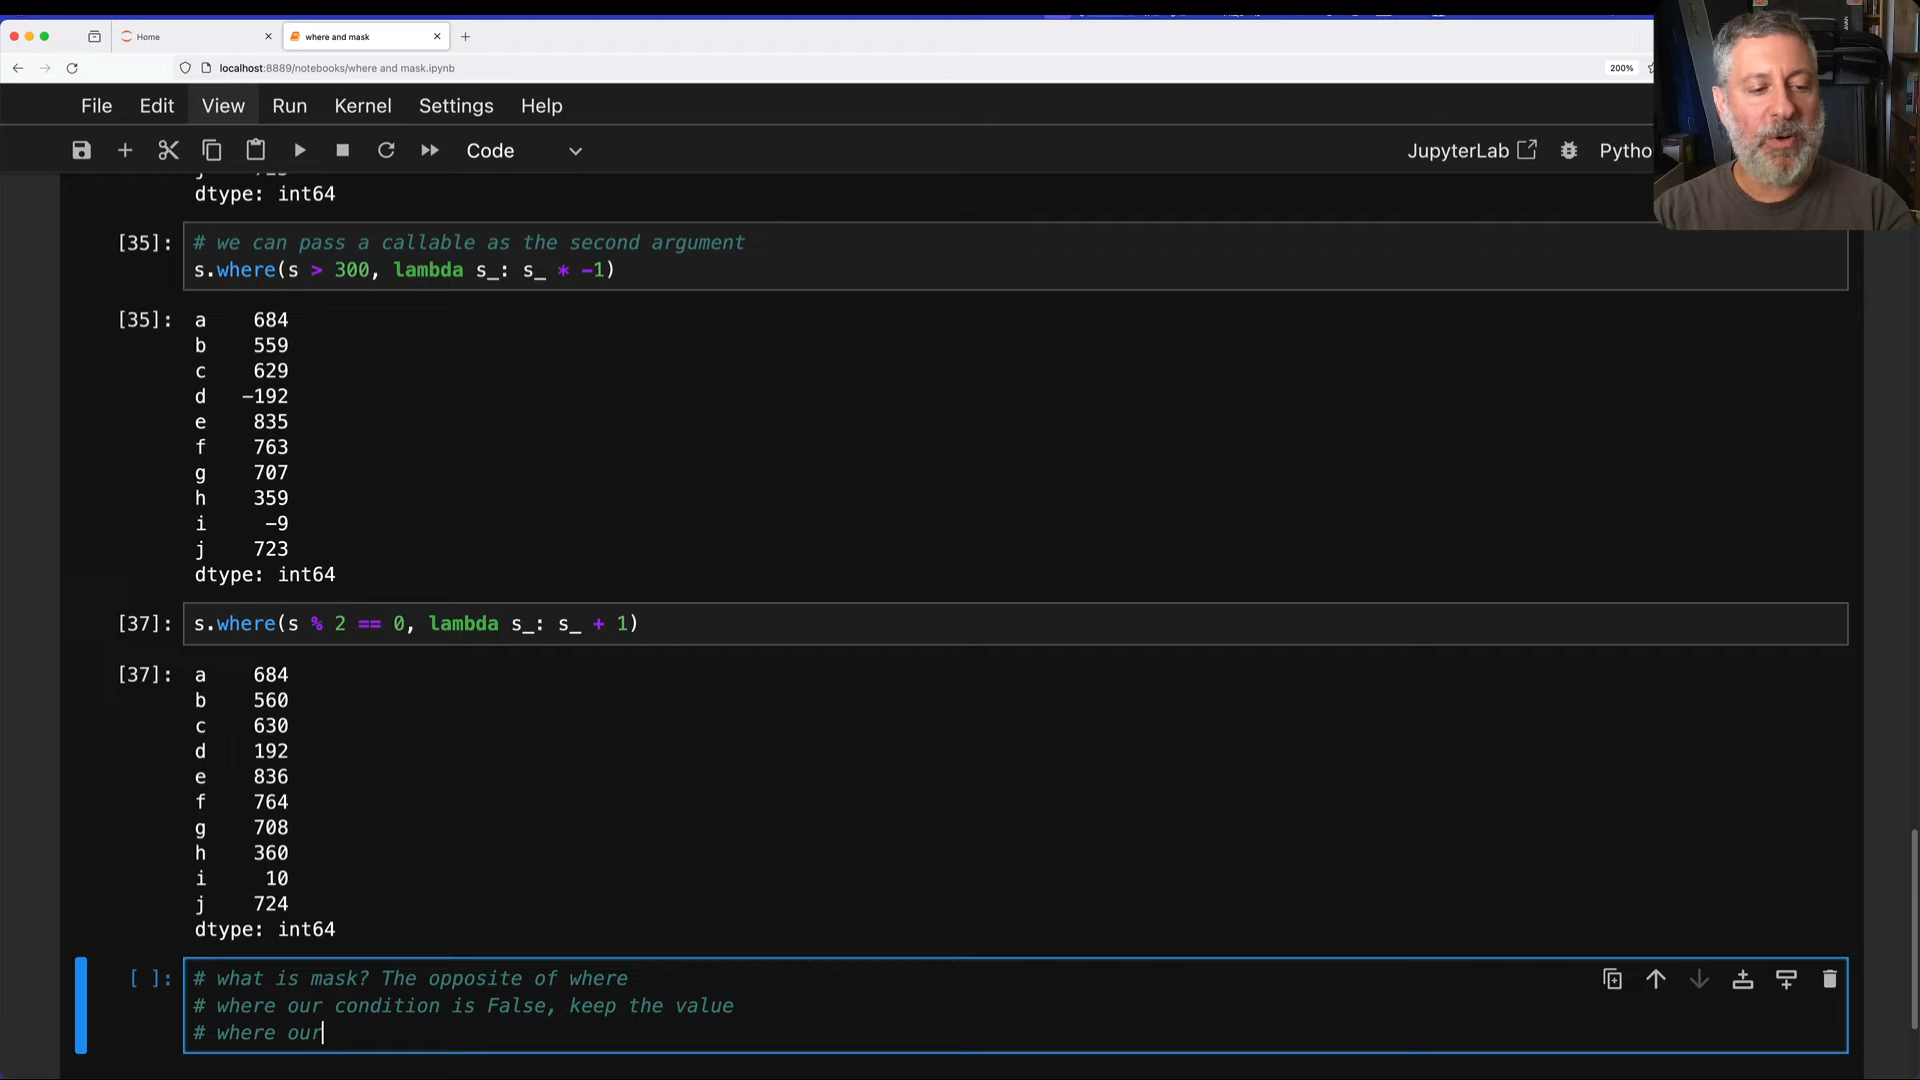 Home
where and mask
localhost:8889/notebooks/where and mask.ipynb
200%
File Edit View Run Kernel Settings Help
Code
JupyterLab
Pytho
dtype: int64
[35]: # we can pass a callable as the second argument
s.where(s > 300, lambda s_: s_ * -1)
[35]: a 684
b 559
c 629
d -192
e 835
f 763
g 707
h 359
i -9
j 723
dtype: int64
[37]: s.where(s % 2 == 0, lambda s_: s_ + 1)
[37]: a 684
b 560
c 630
d 192
e 836
f 764
g 708
h 360
i 10
j 724
dtype: int64
[ ]: # what is mask? The opposite of where
# where our condition is False, keep the value
# where our